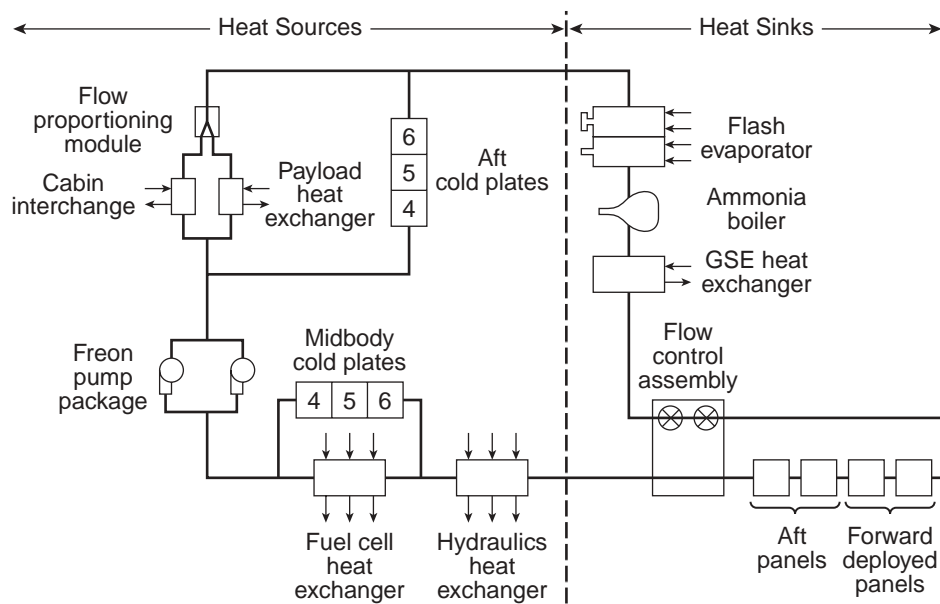 Heat Sources
Heat Sinks
Flow
proportioning
module
Cabin
interchange
Payload
heat
exchanger
6
5
4
Aft
cold plates
Flash
evaporator
Ammonia
boiler
GSE heat
exchanger
Freon
pump
package
Midbody
cold plates
4 5 6
Flow
control
assembly
Fuel cell
heat
exchanger
Hydraulics
heat
exchanger
Aft
panels
Forward
deployed
panels